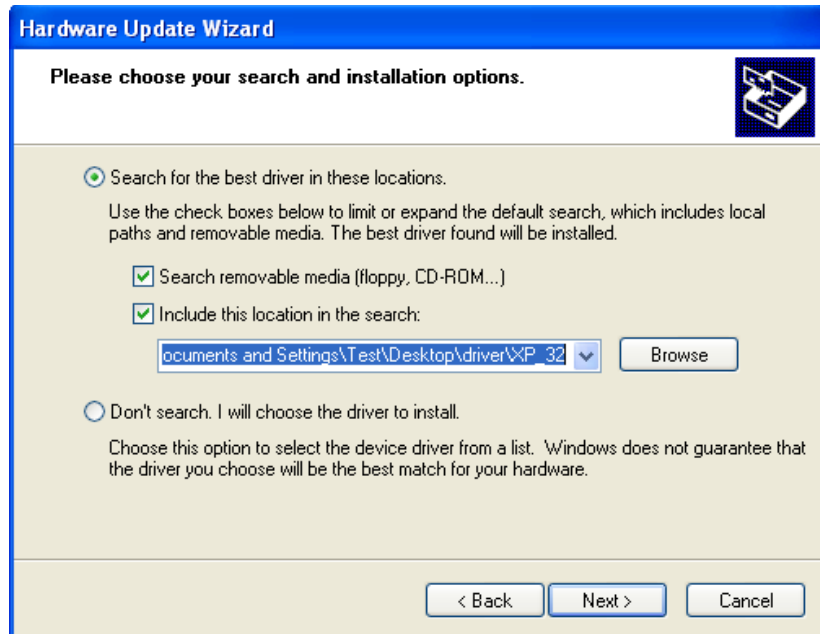 Hardware Update Wizard
Please choose your search and installation options.
Search for the best driver in these locations.
Use the check boxes below to limit or expand the default search, which includes local
paths and removable media. The best driver found will be installed.
Search removable media (floppy, CD-ROM...)
Include this location in the search:
ocuments and Settings\Test\Desktop\driver\XP_32
Browse
Don't search. I will choose the driver to install.
Choose this option to select the device driver from a list.  Windows does not guarantee that
the driver you choose will be the best match for your hardware.
< Back
Next >
Cancel